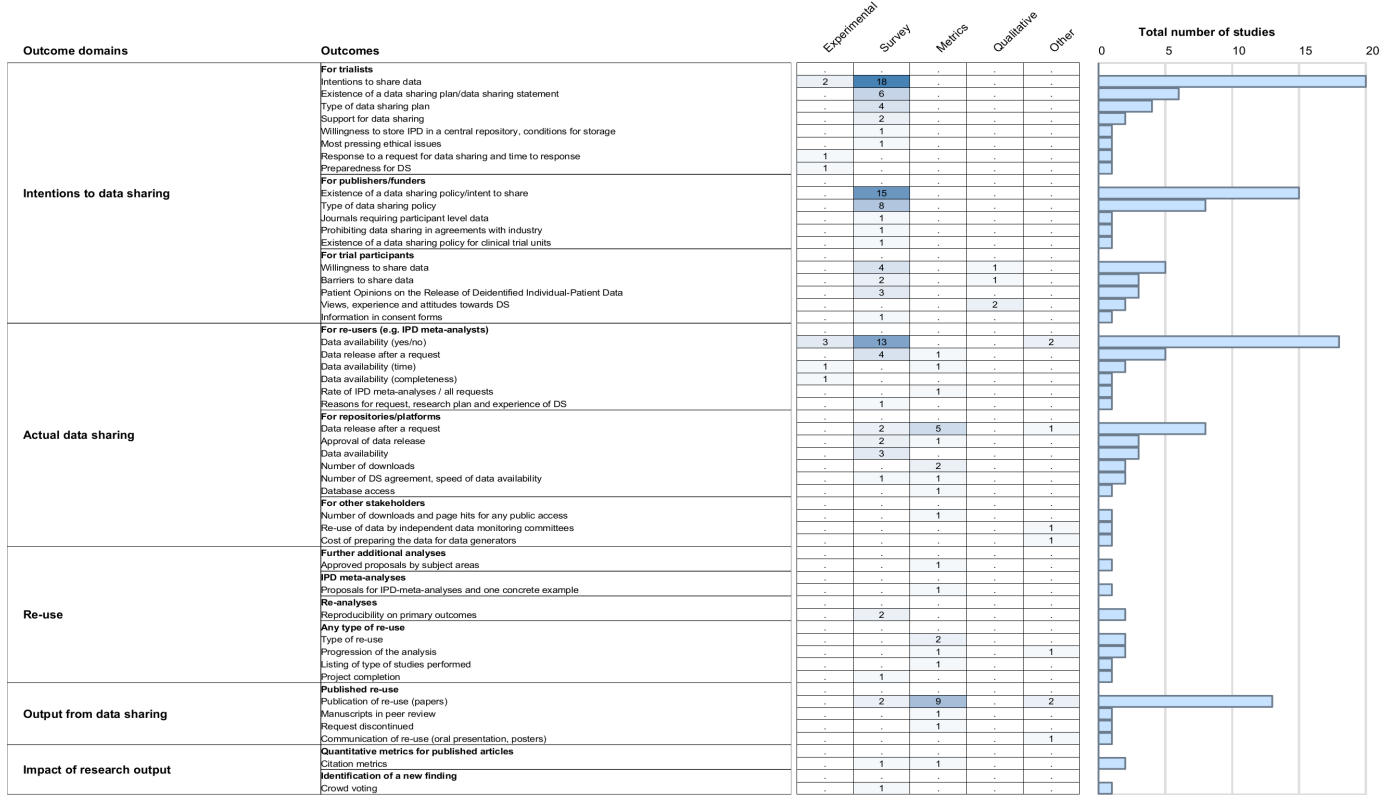 Experimental Survey Metrics Qualitative Other
Total number of studies
Outcome domains Outcomes 0 5 10 15 20
For trialists . . . . .
Intentions to share data 2 18 . . .
Existence of a data sharing plan/data sharing statement . 6 . . .
Type of data sharing plan . 4 . . .
Support for data sharing . 2 . . .
Willingness to store IPD in a central repository, conditions for storage . 1 . . .
Most pressing ethical issues . 1 . . .
Response to a request for data sharing and time to response 1 . . . .
Preparedness for DS 1 . . . .
For publishers/funders . . . . .
Intentions to data sharing Existence of a data sharing policy/intent to share . 15 . . .
Type of data sharing policy . 8 . . .
Journals requiring participant level data . 1 . . .
Prohibiting data sharing in agreements with industry . 1 . . .
Existence of a data sharing policy for clinical trial units . 1 . . .
For trial participants . . . . .
Willingness to share data . 4 . 1 .
Barriers to share data . 2 . 1 .
Patient Opinions on the Release of Deidentified Individual-Patient Data . 3 . . .
Views, experience and attitudes towards DS . . . 2 .
Information in consent forms . 1 . . .
For re-users (e.g. IPD meta-analysts) . . . . .
Data availability (yes/no) 3 13 . . 2
Data release after a request . 4 1 . .
Data availability (time) 1 . 1 . .
Data availability (completeness) 1 . . . .
Rate of IPD meta-analyses / all requests . . 1 . .
Reasons for request, research plan and experience of DS . 1 . . .
For repositories/platforms . . . . .
Actual data sharing Data release after a request . 2 5 . 1
Approval of data release . 2 1 . .
Data availability . 3 . . .
Number of downloads . . 2 . .
Number of DS agreement, speed of data availability . 1 1 . .
Database access . . 1 . .
For other stakeholders . . . . .
Number of downloads and page hits for any public access . . 1 . .
Re-use of data by independent data monitoring committees . . . . 1
Cost of preparing the data for data generators . . . . 1
Further additional analyses . . . . .
Approved proposals by subject areas . . 1 . .
IPD meta-analyses . . . . .
Proposals for IPD-meta-analyses and one concrete example . . 1 . .
Re-analyses . . . . .
Re-use Reproducibility on primary outcomes . 2 . . .
Any type of re-use . . . . .
Type of re-use . . 2 . .
Progression of the analysis . . 1 . 1
Listing of type of studies performed . . 1 . .
Project completion . 1 . . .
Published re-use . . . . .
Publication of re-use (papers) . 2 9 . 2
Output from data sharing Manuscripts in peer review . . 1 . .
Request discontinued . . 1 . .
Communication of re-use (oral presentation, posters) . . . . 1
Quantitative metrics for published articles . . . . .
Impact of research output Citation metrics . 1 1 . .
Identification of a new finding . . . . .
Crowd voting . 1 . . .